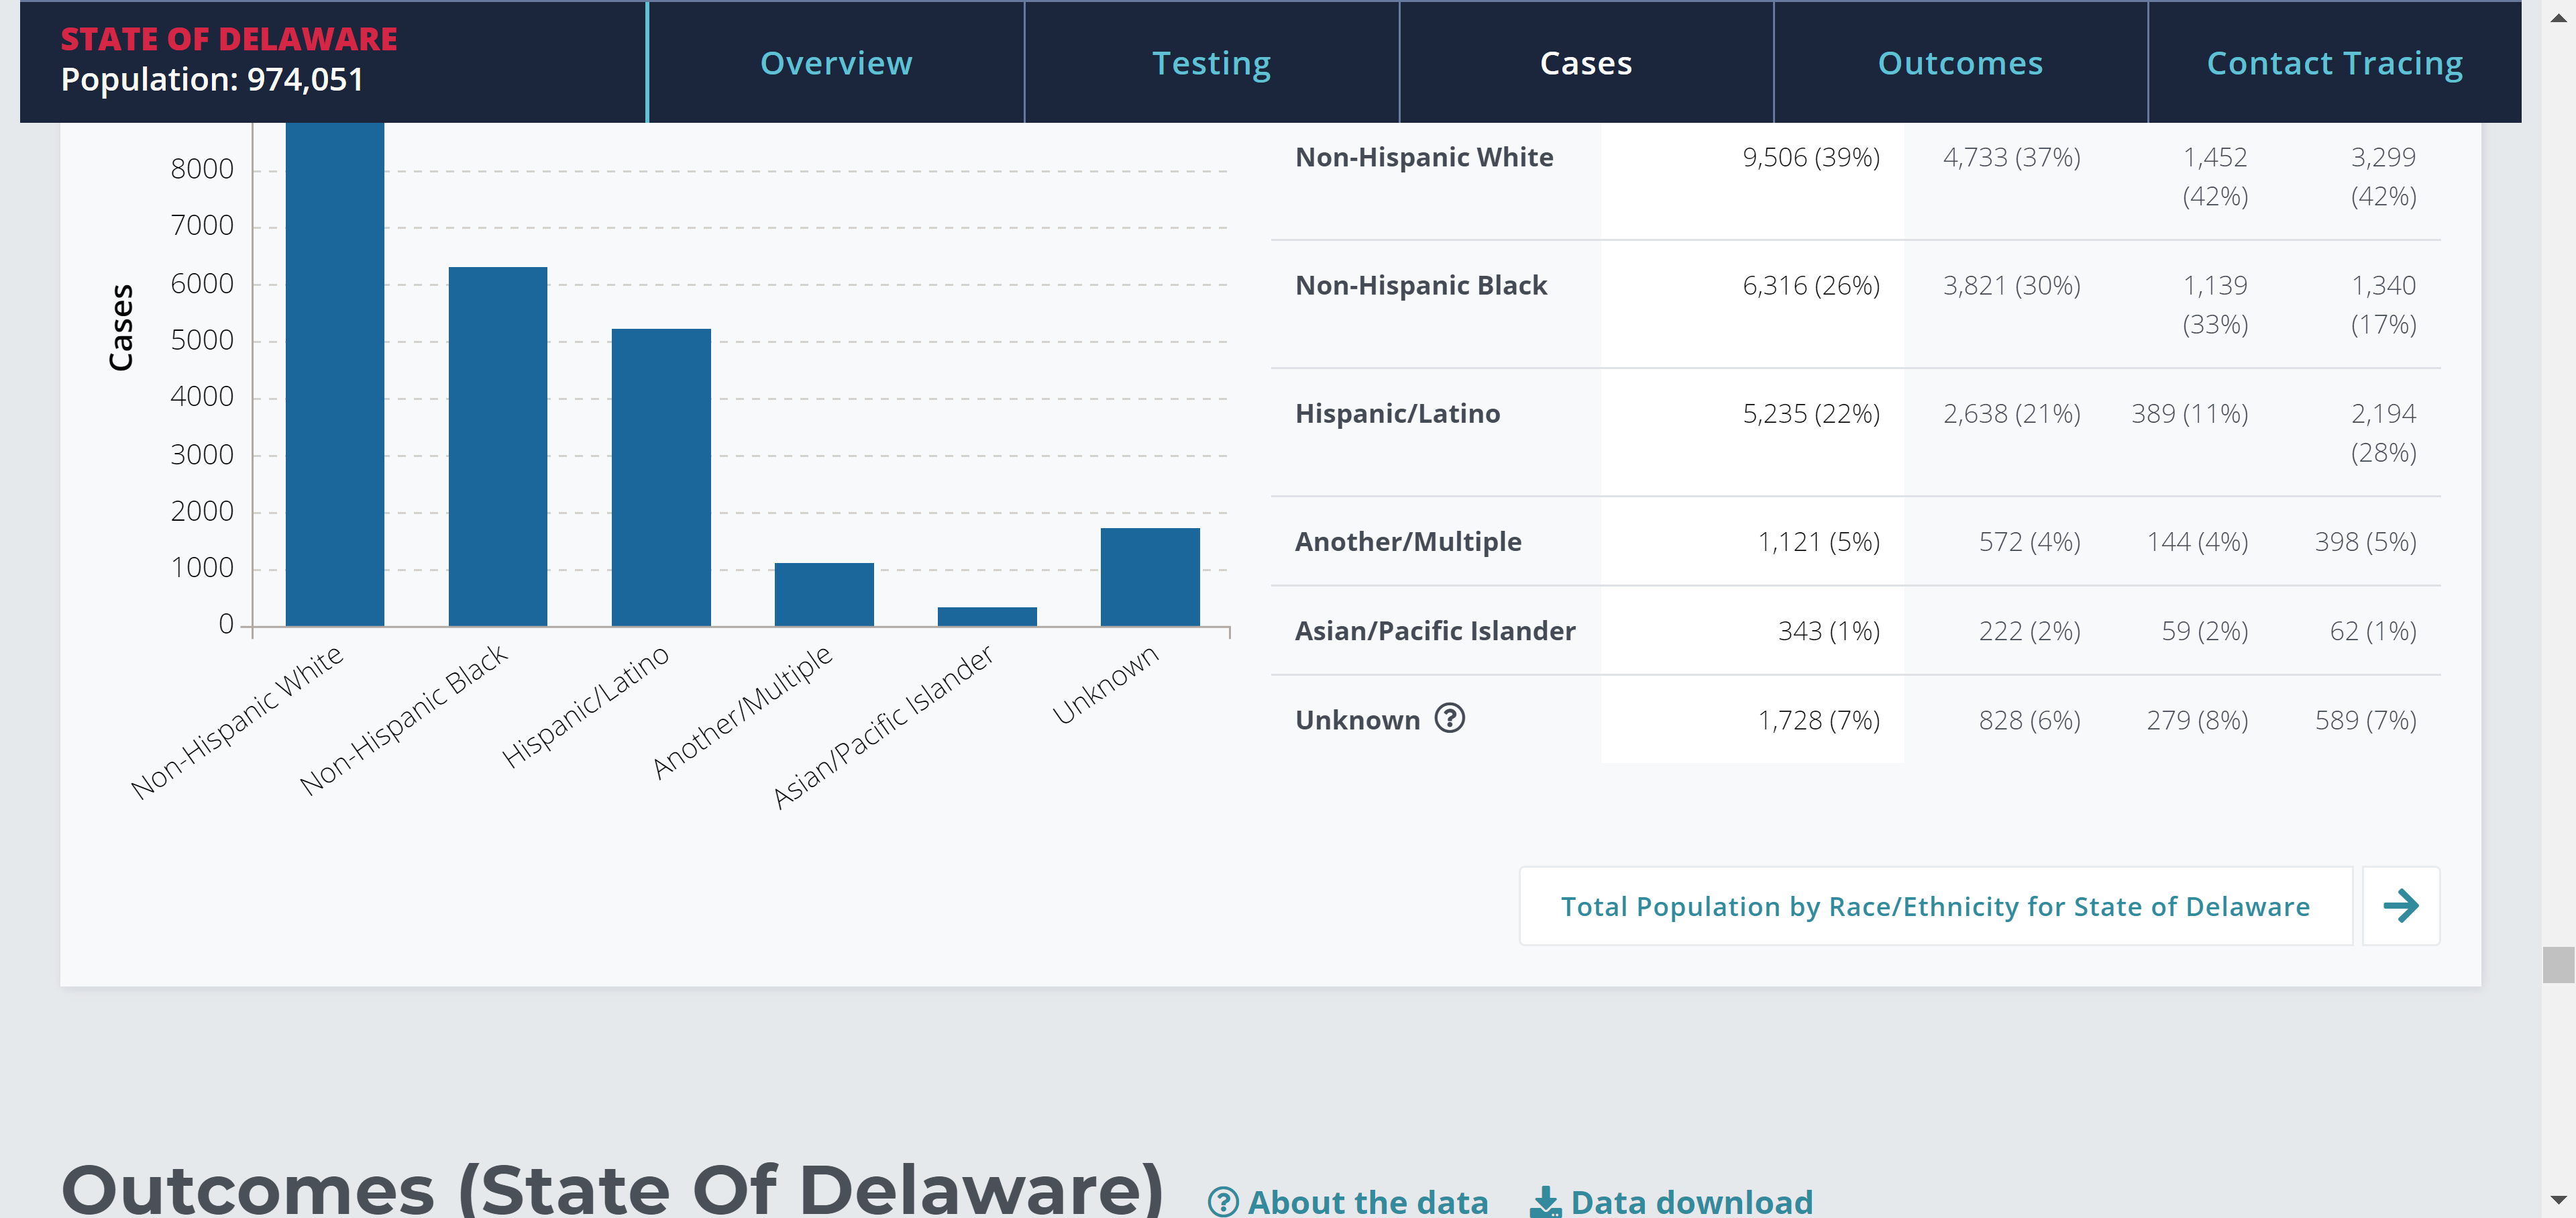 STATE OF DELAWARE
Population: 974,051
Overview
Testing
Cases
Outcomes
Contact Tracing
Cases
8000
7000
6000
5000
4000
3000
2000
1000
0
Non-Hispanic White
Non-Hispanic Black
Hispanic/Latino
Another/Multiple
Asian/Pacific Islander
Unknown
Non-Hispanic White 9,506 (39%) 4,733 (37%) 1,452 3,299
(42%) (42%)
Non-Hispanic Black 6,316 (26%) 3,821 (30%) 1,139 1,340
(33%) (17%)
Hispanic/Latino 5,235 (22%) 2,638 (21%) 389 (11%) 2,194
(28%)
Another/Multiple 1,121 (5%) 572 (4%) 144 (4%) 398 (5%)
Asian/Pacific Islander 343 (1%) 222 (2%) 59 (2%) 62 (1%)
Unknown ? 1,728 (7%) 828 (6%) 279 (8%) 589 (7%)
Total Population by Race/Ethnicity for State of Delaware
Outcomes (State Of Delaware) ? About the data Data download